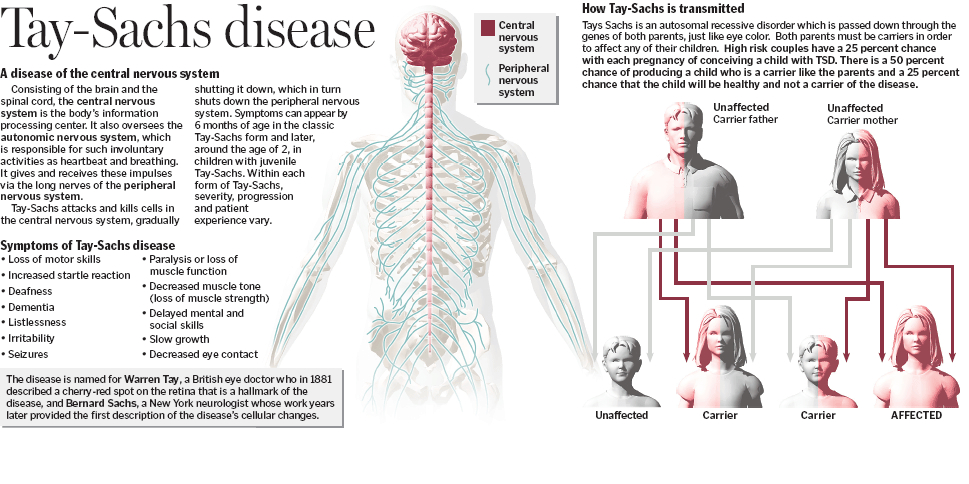 Tay-Sachs disease
A disease of the central nervous system
Consisting of the brain and the
spinal cord, the central nervous
system is the body's information
processing center. It also oversees the
autonomic nervous system, which
is responsible for such involuntary
activities as heartbeat and breathing.
It gives and receives these impulses
via the long nerves of the peripheral
nervous system.
Tay-Sachs attacks and kills cells in
the central nervous system, gradually
shutting it down, which in turn
shuts down the peripheral nervous
system. Symptoms can appear by
6 months of age in the classic
Tay-Sachs form and later,
around the age of 2, in
children with juvenile
Tay-Sachs. Within each
form of Tay-Sachs,
severity, progression
and patient
experience vary.
Symptoms of Tay-Sachs disease
• Loss of motor skills
• Increased startle reaction
• Deafness
• Dementia
• Listlessness
• Irritability
• Seizures
• Paralysis or loss of
muscle function
• Decreased muscle tone
(loss of muscle strength)
• Delayed mental and
social skills
• Slow growth
• Decreased eye contact
The disease is named for Warren Tay, a British eye doctor who in 1881
described a cherry-red spot on the retina that is a hallmark of the
disease, and Bernard Sachs, a New York neurologist whose work years
later provided the first description of the disease's cellular changes.
Central
nervous
system
Peripheral
nervous
system
How Tay-Sachs is transmitted
Tays Sachs is an autosomal recessive disorder which is passed down through the
genes of both parents, just like eye color. Both parents must be carriers in order
to affect any of their children. High risk couples have a 25 percent chance
with each pregnancy of conceiving a child with TSD. There is a 50 percent
chance of producing a child who is a carrier like the parents and a 25 percent
chance that the child will be healthy and not a carrier of the disease.
Unaffected
Carrier father
Unaffected
Carrier mother
Unaffected
Carrier
Carrier
AFFECTED